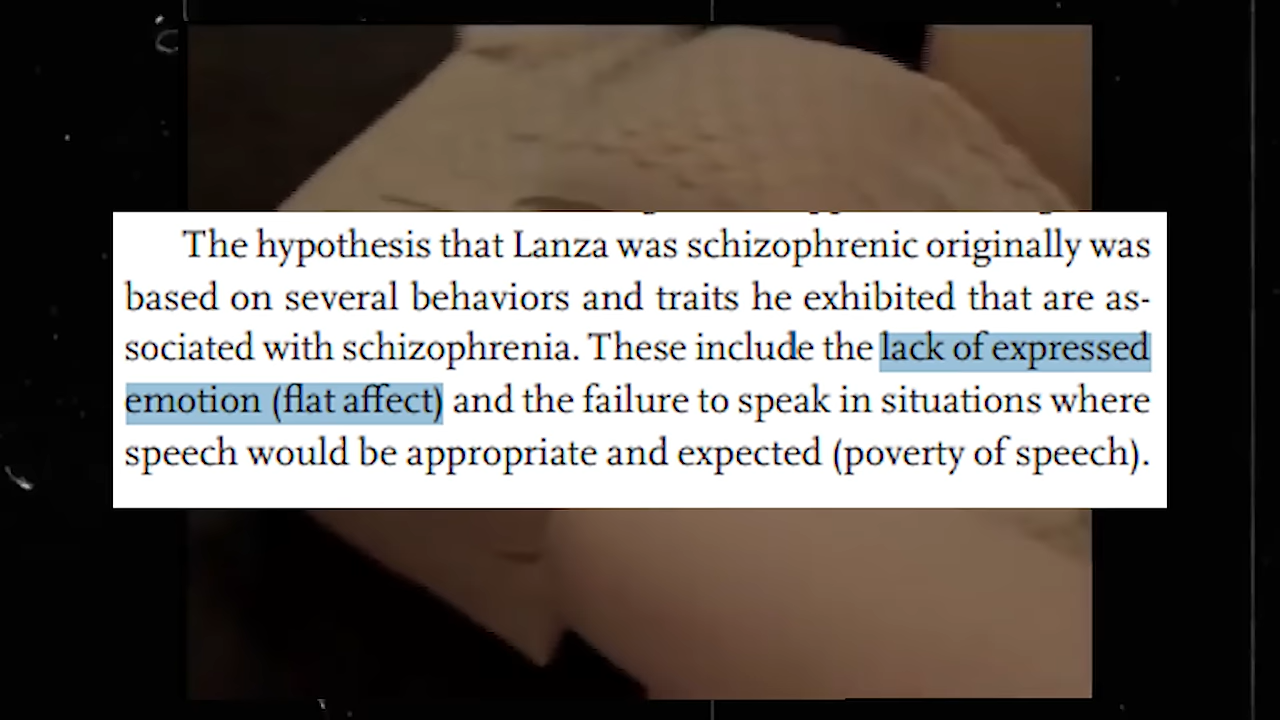 The hypothesis that Lanza was schizophrenic originally was
based on several behaviors and traits he exhibited that are as-
sociated with schizophrenia. These include the lack of expressed
emotion (flat affect) and the failure to speak in situations where
speech would be appropriate and expected (poverty of speech).